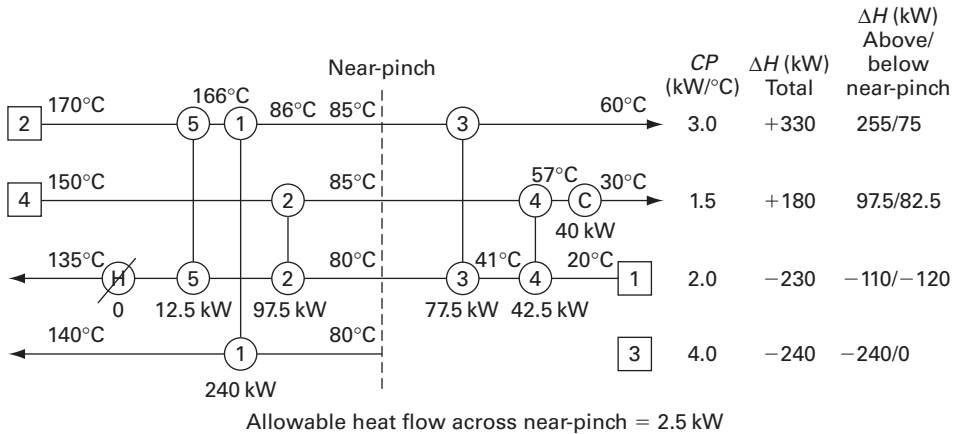 ΔH (kW)
Above/
CP ΔH (kW) below
(kW/°C) Total near-pinch
Near-pinch
2 170°C 5 166°C 1 86°C 85°C 3 60°C 3.0 +330 255/75
4 150°C 2 85°C 4 57°C C 30°C 1.5 +180 97.5/82.5
40 kW
135°C H 5 2 80°C 3 41°C 4 20°C 1 2.0 −230 −110/−120
0 12.5 kW 97.5 kW 77.5 kW 42.5 kW
140°C 1 80°C 3 4.0 −240 −240/0
240 kW
Allowable heat flow across near-pinch = 2.5 kW